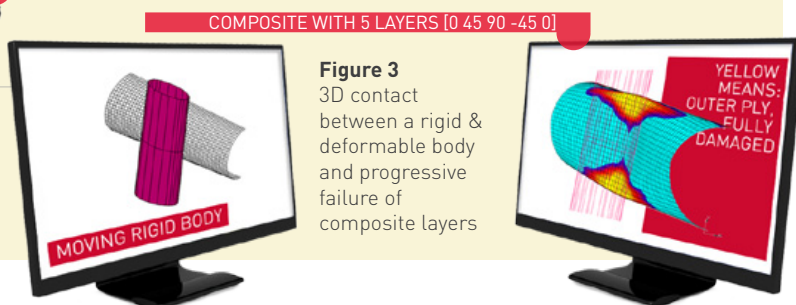 COMPOSITE WITH 5 LAYERS [0 45 90 -45 0]
MOVING RIGID BODY
Figure 3
3D contact
between a rigid &
deformable body
and progressive
failure of
composite layers
YELLOW
MEANS:
OUTER PLY,
FULLY
DAMAGED